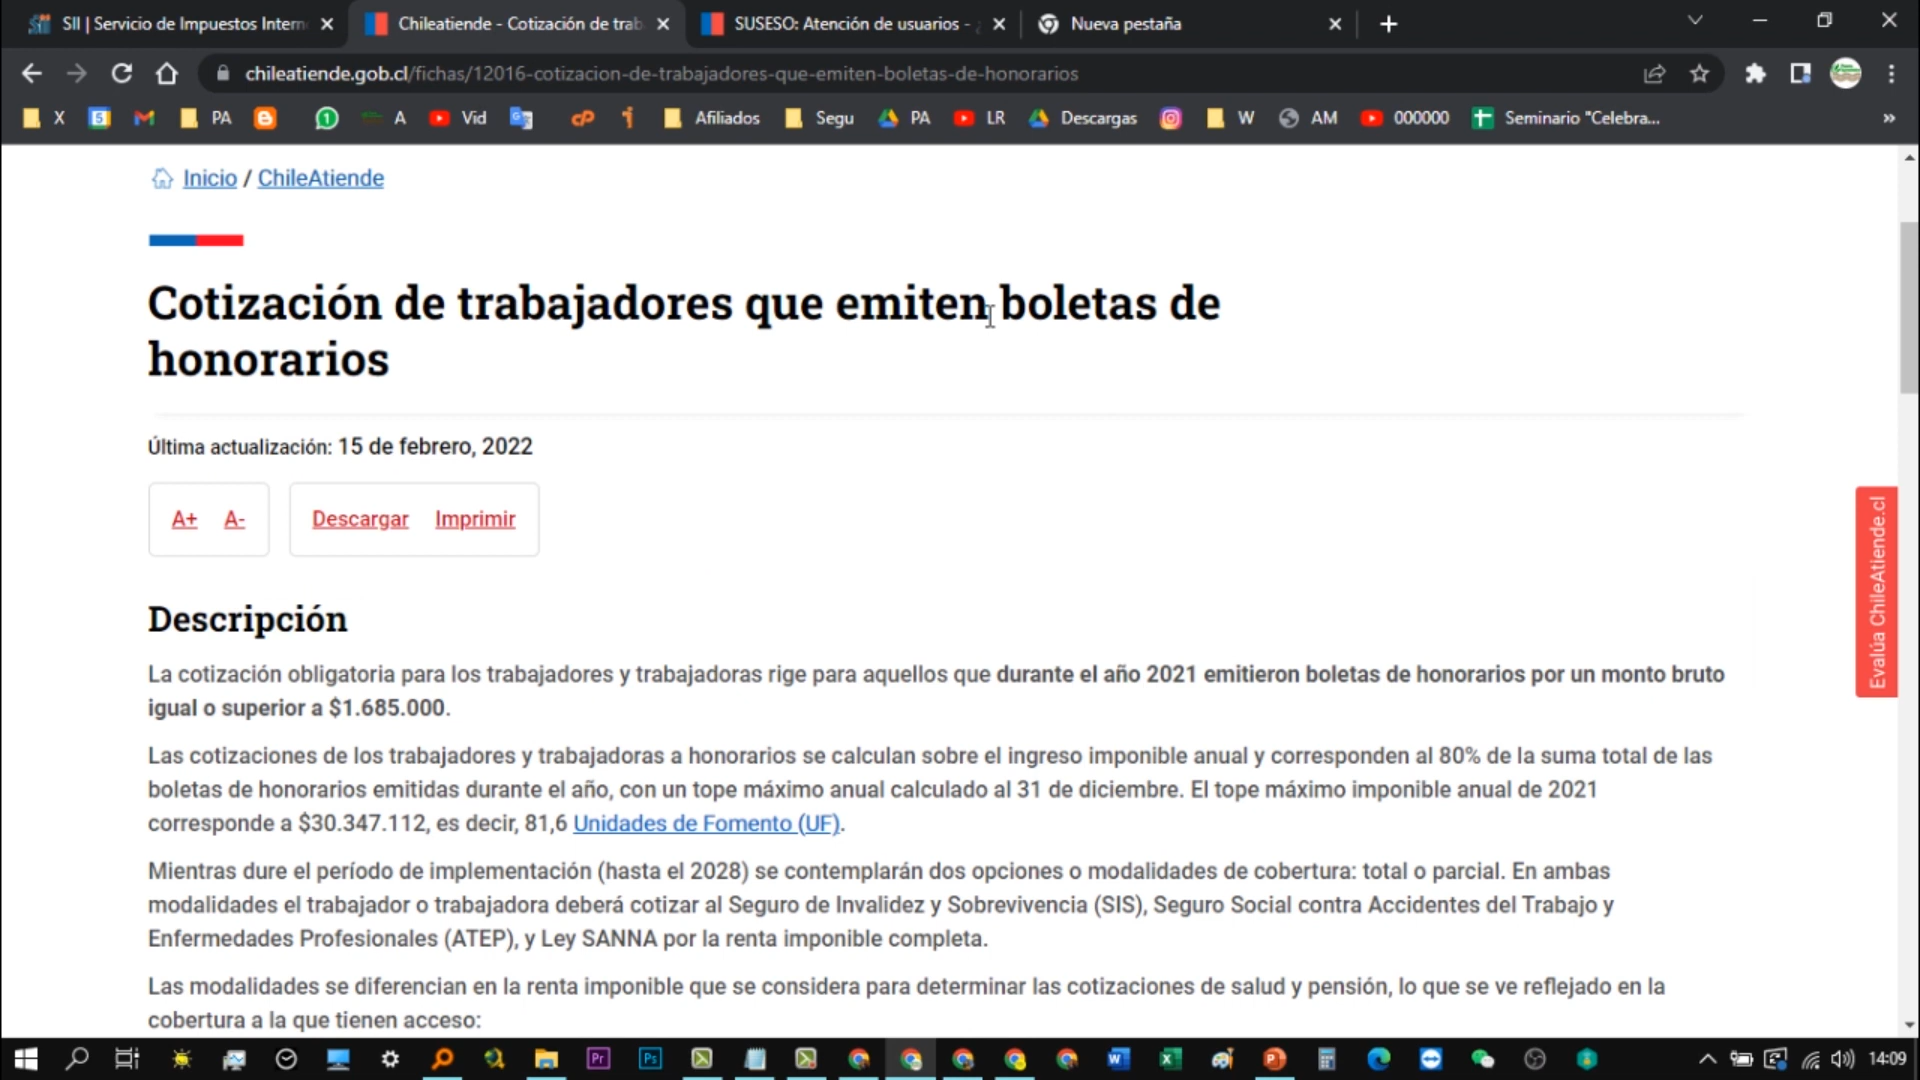 SII | Servicio de Impuestos Intern
Chileatiende - Cotización de trab
SUSESO: Atención de usuarios -
Nueva pestaña
chileatiende.gob.cl/fichas/12016-cotizacion-de-trabajadores-que-emiten-boletas-de-honorarios
X PA A Vid Afiliados Segu PA LR Descargas W AM 000000 Seminario "Celebra... »
Inicio / ChileAtiende
Cotización de trabajadores que emiten boletas de
honorarios
Última actualización: 15 de febrero, 2022
A+ A- Descargar Imprimir
Evalúa ChileAtiende.cl
Descripción
La cotización obligatoria para los trabajadores y trabajadoras rige para aquellos que durante el año 2021 emitieron boletas de honorarios por un monto bruto
igual o superior a $1.685.000.
Las cotizaciones de los trabajadores y trabajadoras a honorarios se calculan sobre el ingreso imponible anual y corresponden al 80% de la suma total de las
boletas de honorarios emitidas durante el año, con un tope máximo anual calculado al 31 de diciembre. El tope máximo imponible anual de 2021
corresponde a $30.347.112, es decir, 81,6 Unidades de Fomento (UF).
Mientras dure el período de implementación (hasta el 2028) se contemplarán dos opciones o modalidades de cobertura: total o parcial. En ambas
modalidades el trabajador o trabajadora deberá cotizar al Seguro de Invalidez y Sobrevivencia (SIS), Seguro Social contra Accidentes del Trabajo y
Enfermedades Profesionales (ATEP), y Ley SANNA por la renta imponible completa.
Las modalidades se diferencian en la renta imponible que se considera para determinar las cotizaciones de salud y pensión, lo que se ve reflejado en la
cobertura a la que tienen acceso:
14:09